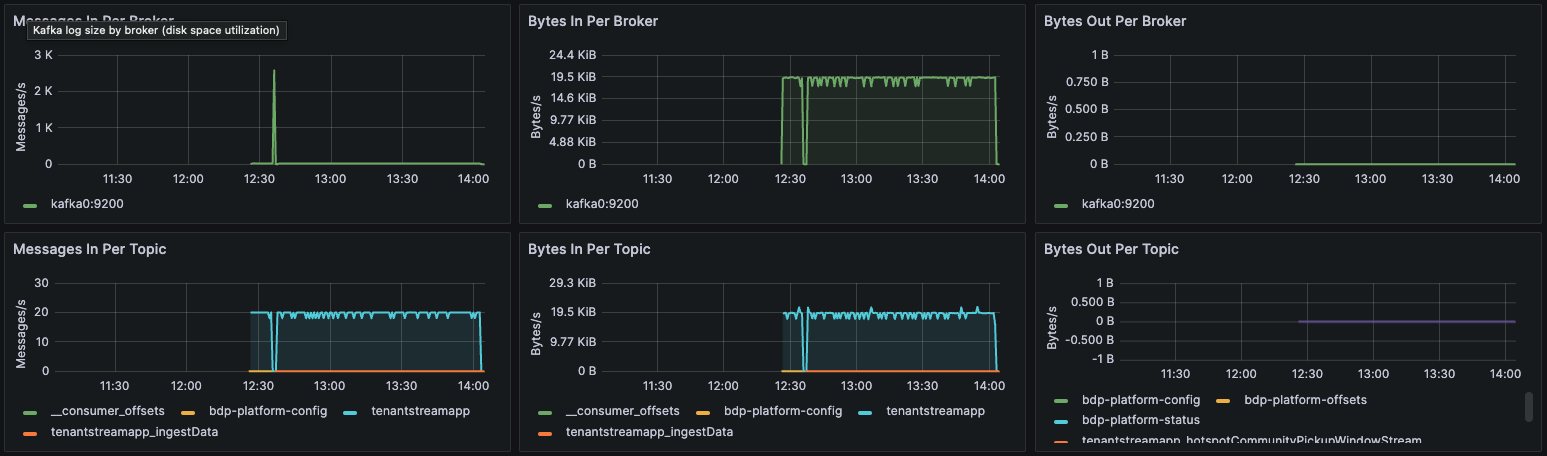 Messages In Per Broker
Kafka log size by broker (disk space utilization)
3 K
2 K
1 K
0
Messages/s
11:30 12:00 12:30 13:00 13:30 14:00
kafka0:9200
Bytes In Per Broker
24.4 KiB
19.5 KiB
14.6 KiB
9.77 KiB
4.88 KiB
0 B
Bytes/s
11:30 12:00 12:30 13:00 13:30 14:00
kafka0:9200
Bytes Out Per Broker
1 B
0.750 B
0.500 B
0.250 B
0 B
Bytes/s
11:30 12:00 12:30 13:00 13:30 14:00
kafka0:9200
Messages In Per Topic
30
20
10
0
Messages/s
11:30 12:00 12:30 13:00 13:30 14:00
__consumer_offsets bdp-platform-config tenantstreamapp
tenantstreamapp_ingestData
Bytes In Per Topic
29.3 KiB
19.5 KiB
9.77 KiB
0 B
Bytes/s
11:30 12:00 12:30 13:00 13:30 14:00
__consumer_offsets bdp-platform-config tenantstreamapp
tenantstreamapp_ingestData
Bytes Out Per Topic
1 B
0.500 B
0 B
-0.500 B
-1 B
Bytes/s
11:30 12:00 12:30 13:00 13:30 14:00
bdp-platform-config bdp-platform-offsets
bdp-platform-status
tenantstreamapp_hotspotCommunityPickupWindowStream